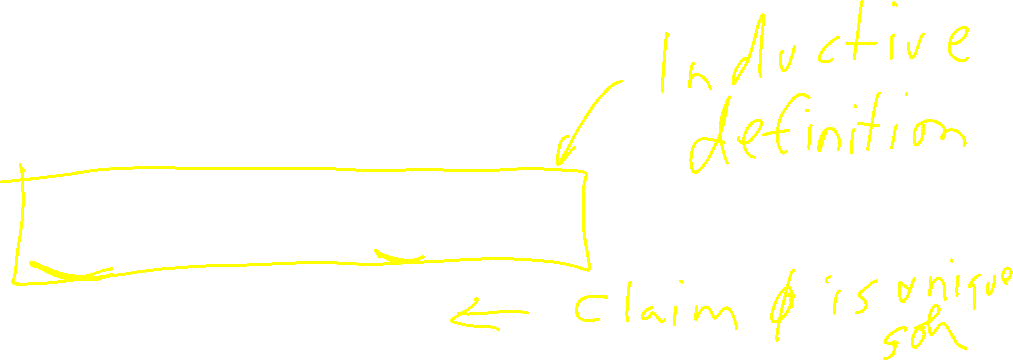 Inductive
definition
← Claim ϕ is unique
soln